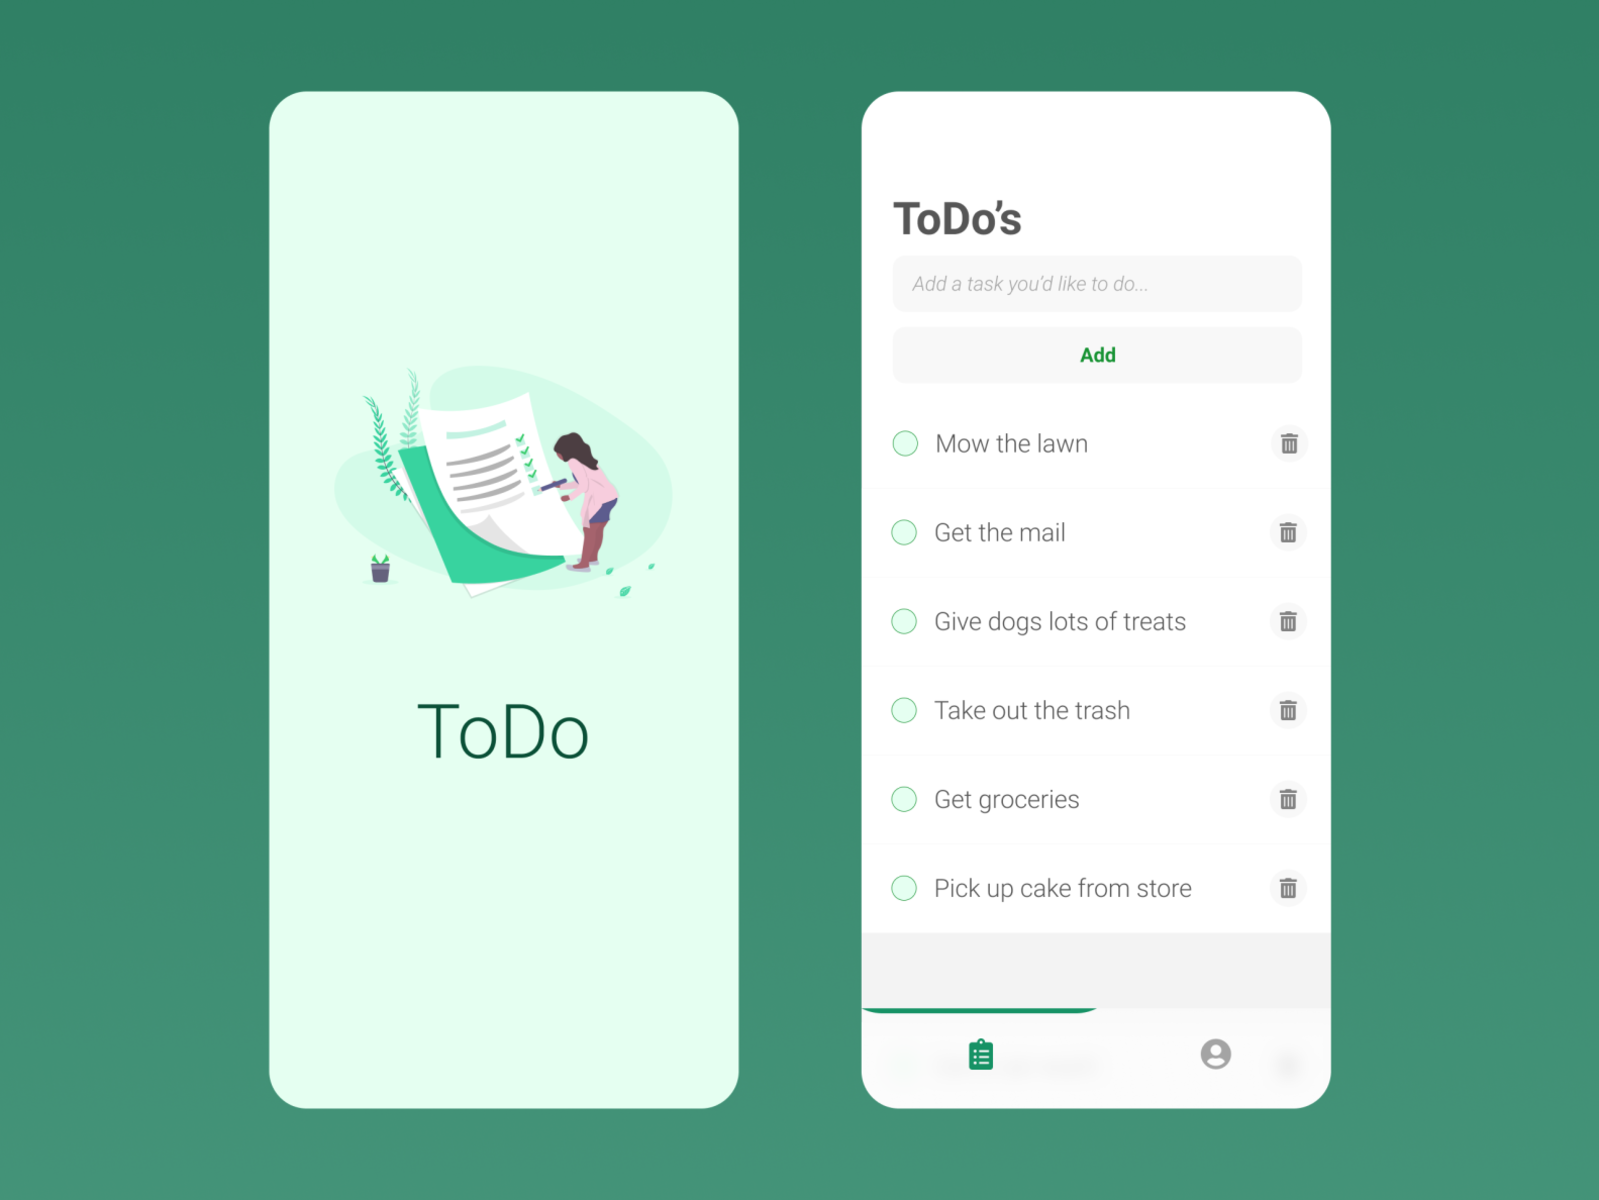 ToDo
ToDo’s
Add a task you’d like to do...
Add
Mow the lawn
Get the mail
Give dogs lots of treats
Take out the trash
Get groceries
Pick up cake from store